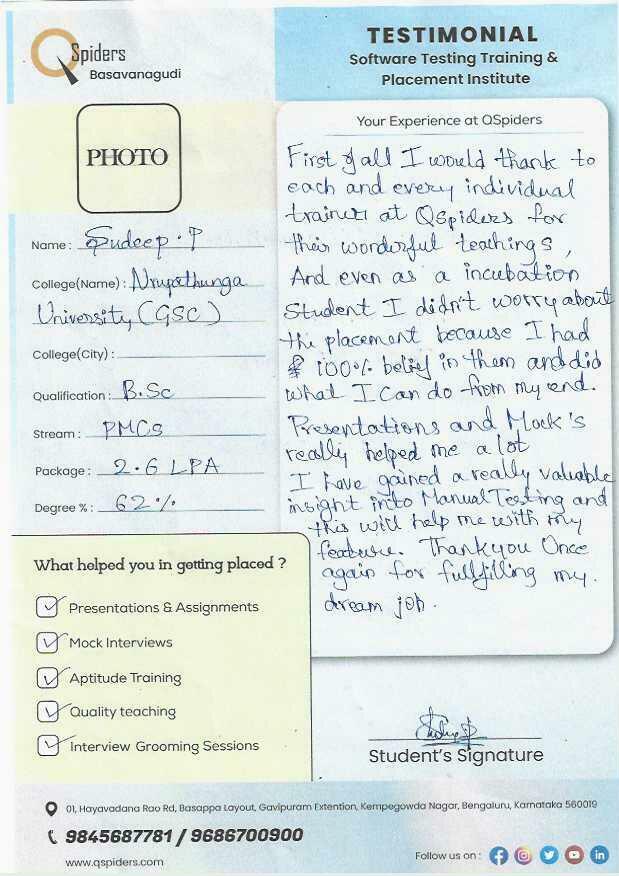 QSpiders
Basavanagudi
TESTIMONIAL
Software Testing Training &
Placement Institute
PHOTO
Name : Sudeep . P
College(Name) : Nrupathunga
University (GSC)
College(City) :
Qualification : B.Sc
Stream : PMCs
Package : 2.6 LPA
Degree % : 62 %
Your Experience at QSpiders
First of all I would thank to
each and every individual
trainer at QSpiders for
their wonderful teachings,
And even as a incubation
Student I didn't worry about
the placement because I had
100% belief in them and did
what I can do from my end.
Presentations and Mock's
really helped me a lot
I have gained a really valuable
insight into Manual Testing and
this will help me with my
feature. Thankyou Once
again for fullfilling my.
dream job.
What helped you in getting placed ?
Presentations & Assignments
Mock Interviews
Aptitude Training
Quality teaching
Interview Grooming Sessions
Student's Signature
01, Hayavadana Rao Rd, Basappa Layout, Gavipuram Extention, Kempegowda Nagar, Bengaluru, Karnataka 560019
9845687781 / 9686700900
www.qspiders.com
Follow us on :